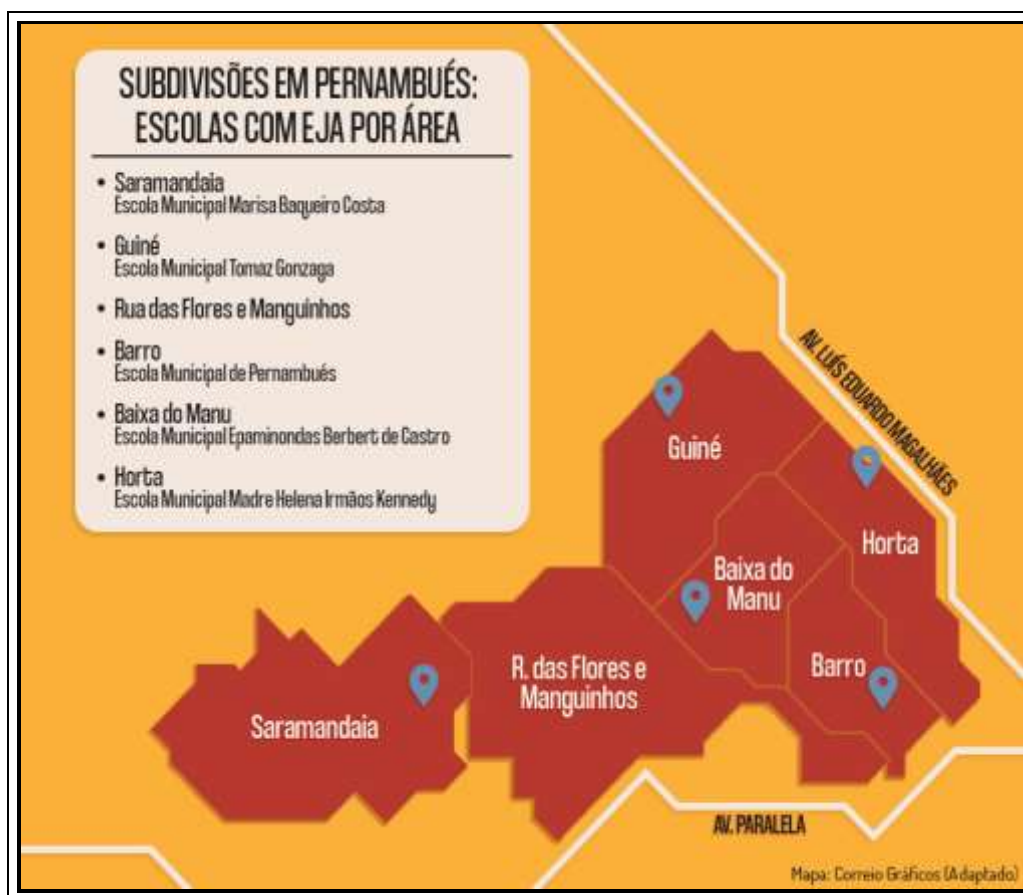 SUBDIVISÕES EM PERNAMBUÉS:
ESCOLAS COM EJA POR ÁREA
• Saramandaia
Escola Municipal Marisa Baqueiro Costa
• Guiné
Escola Municipal Tomaz Gonzaga
• Rua das Flores e Manguinhos
• Barro
Escola Municipal de Pernambués
• Baixa do Manu
Escola Municipal Epaminondas Berbert de Castro
• Horta
Escola Municipal Madre Helena Irmãos Kennedy
AV. LUÍS EDUARDO MAGALHÃES
Guiné
Horta
Baixa do
Manu
Barro
R. das Flores e
Manguinhos
Saramandaia
AV. PARALELA
Mapa: Correio Gráficos (Adaptado)